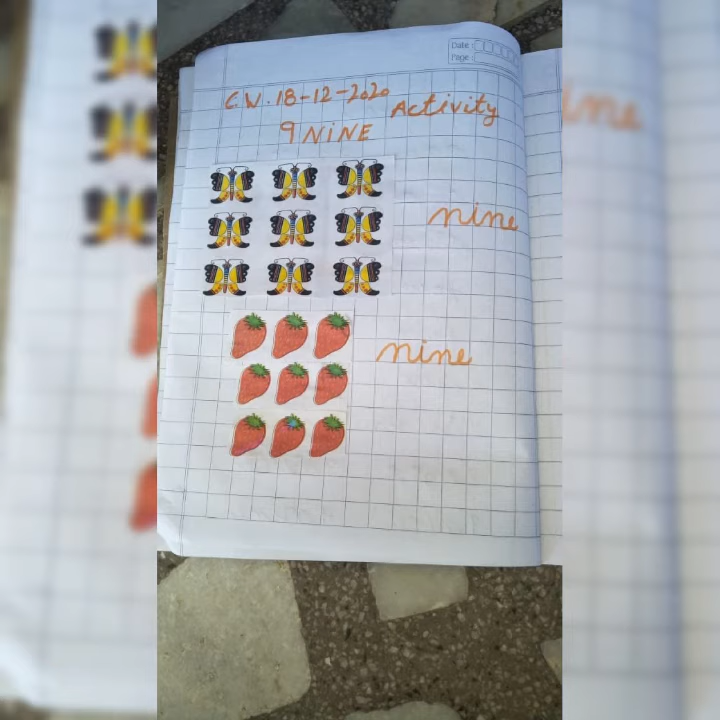 Date :
Page :
C.W. 18-12-2020 Activity
9 NiNE
nine
nine